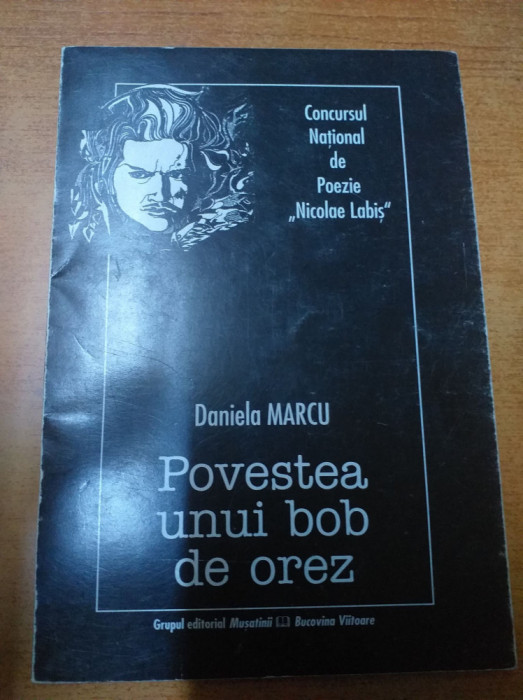 Concursul
Național
de
Poezie
„Nicolae Labiș“
Daniela MARCU
Povestea
unui bob
de orez
Grupul editorial Mușatinii Bucovina Viitoare